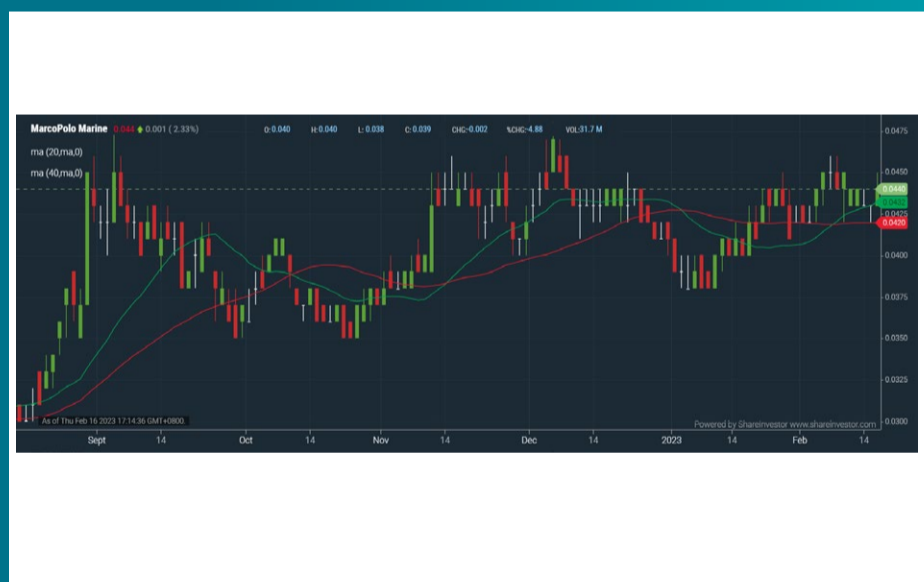 MarcoPolo Marine 0.044 0.001 ( 2.33%) O: 0.040 H: 0.040 L: 0.038 C: 0.039 CHG:-0.002 %CHG:-4.88 VOL:31.7 M
ma (20,ma,0)
ma (40,ma,0)
0.0475
0.0450
0.0440
0.0432
0.0425
0.0420
0.0400
0.0375
0.0350
0.0325
0.0300
As of Thu Feb 16 2023 17:14:36 GMT+0800.
Powered by ShareInvestor www.shareinvestor.com
Sept 14 Oct 14 Nov 14 Dec 14 2023 14 Feb 14